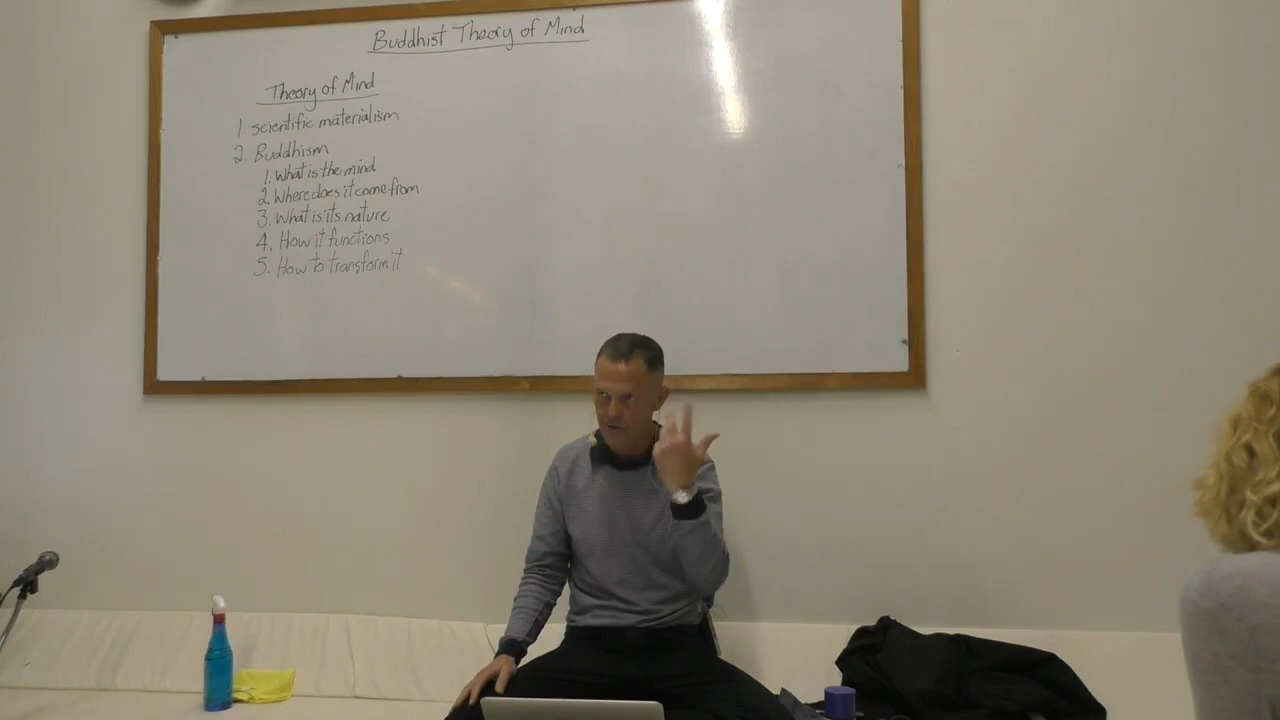 Buddhist Theory of Mind
Theory of Mind
1. scientific materialism
2. Buddhism
1. What is the mind
2. Where does it come from
3. What is its nature
4. How it functions
5. How to transform it